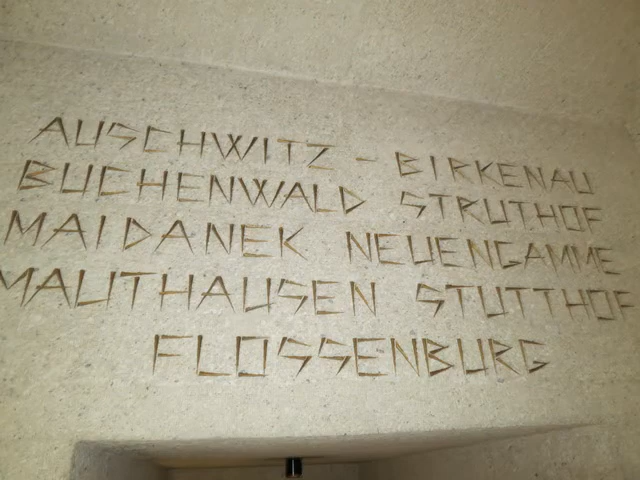 AUSCHWITZ - BIRKENAU
BUCHENWALD STRUTHOF
MAIDANEK NEUENGAMME
MAUTHAUSEN STUTTHOF
FLOSSENBURG